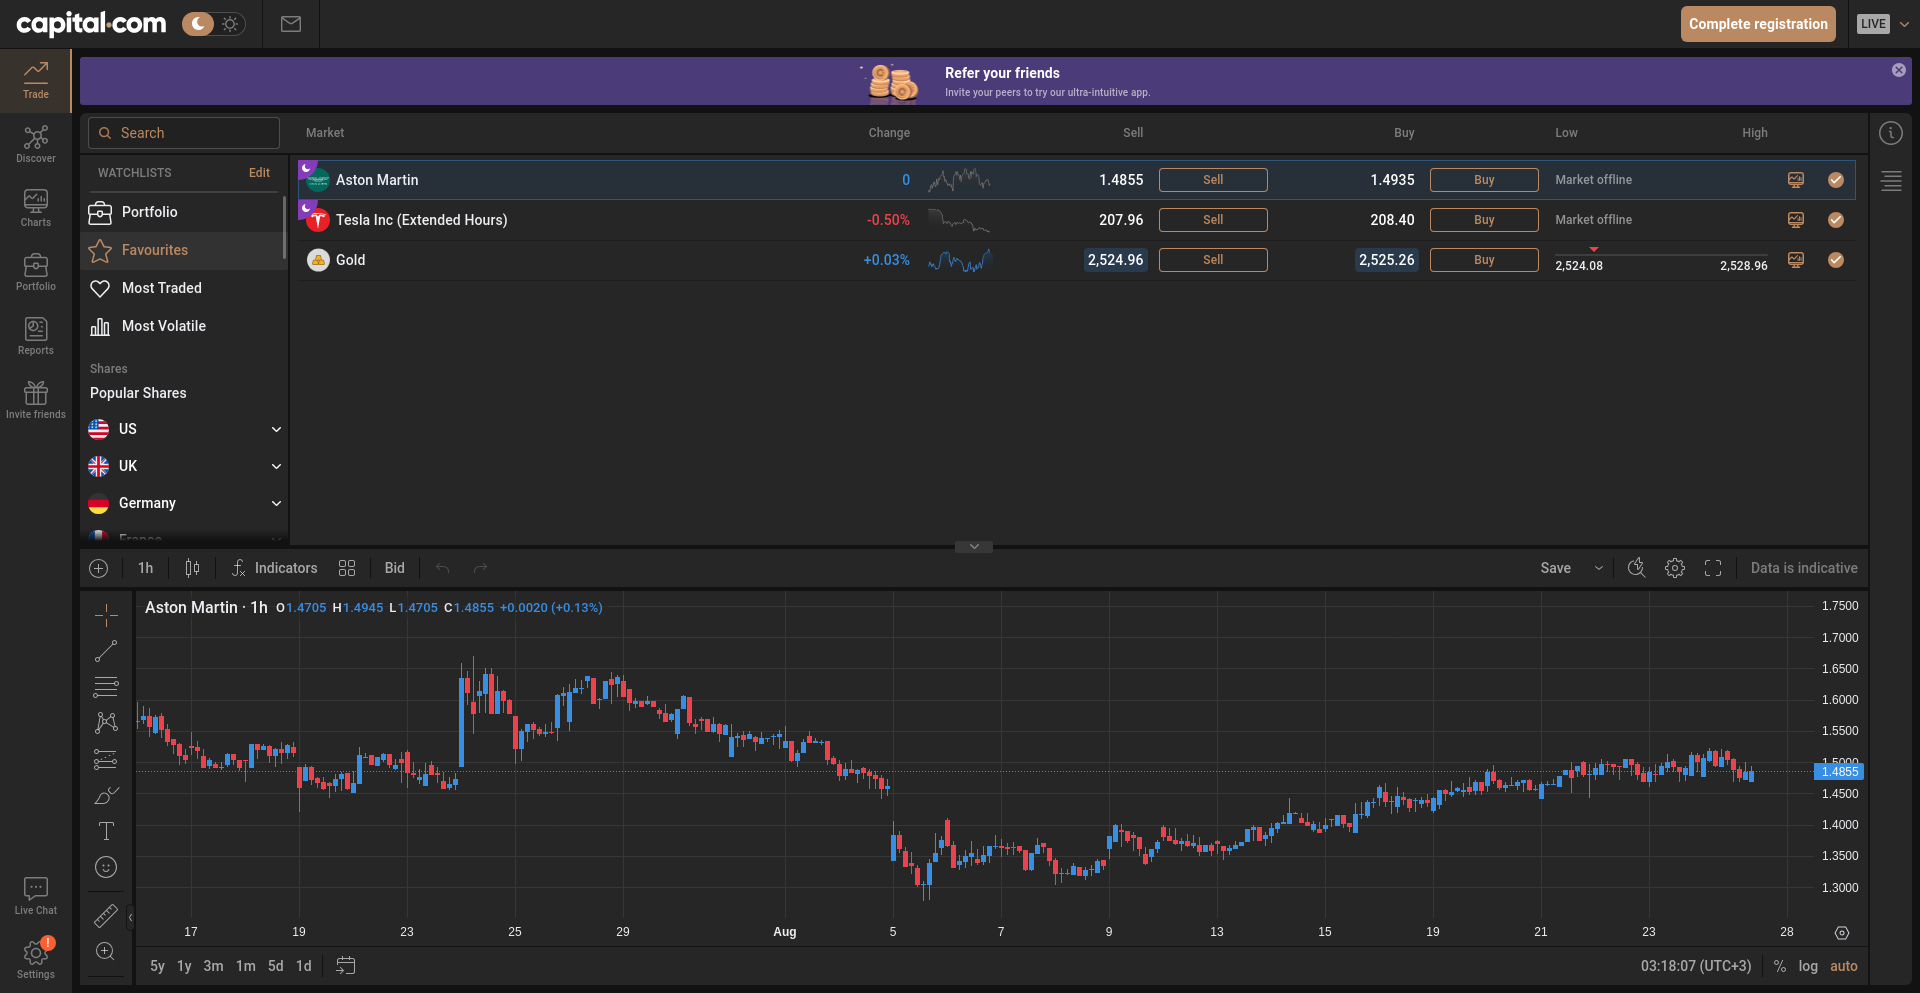 capital.com
Complete registration
LIVE
Trade
Discover
Charts
Portfolio
Reports
Invite friends
Live Chat
!
Settings
Refer your friends
Invite your peers to try our ultra-intuitive app.
Search
WATCHLISTS Edit
Portfolio
Favourites
Most Traded
Most Volatile
Shares
Popular Shares
US
UK
Germany
France
Market Change Sell Buy Low High
Aston Martin 0 1.4855 Sell 1.4935 Buy Market offline
Tesla Inc (Extended Hours) -0.50% 207.96 Sell 208.40 Buy Market offline
Gold +0.03% 2,524.96 Sell 2,525.26 Buy 2,524.08 2,528.96
1h Indicators Bid Save Data is indicative
Aston Martin · 1h O1.4705 H1.4945 L1.4705 C1.4855 +0.0020 (+0.13%)
1.7500
1.7000
1.6500
1.6000
1.5500
1.5000
1.4855
1.4500
1.4000
1.3500
1.3000
17 19 23 25 29 Aug 5 7 9 13 15 19 21 23 28
5y 1y 3m 1m 5d 1d 03:18:07 (UTC+3) % log auto